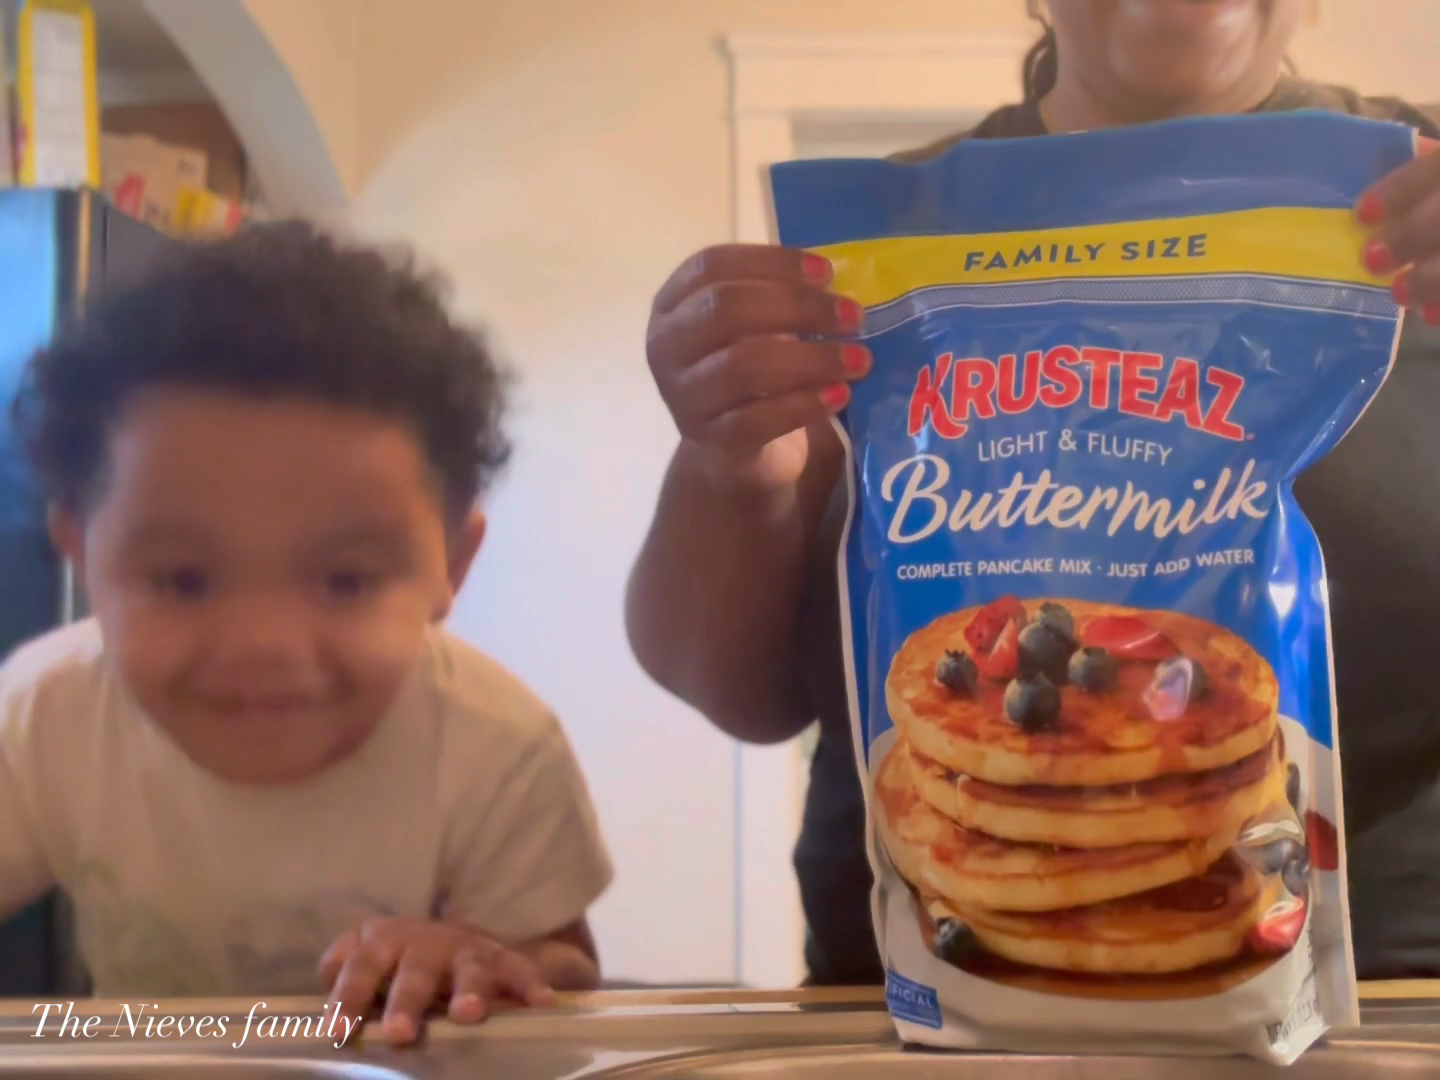 FAMILY SIZE
KRUSTEAZ
LIGHT & FLUFFY
Buttermilk
COMPLETE PANCAKE MIX · JUST ADD WATER
The Nieves family